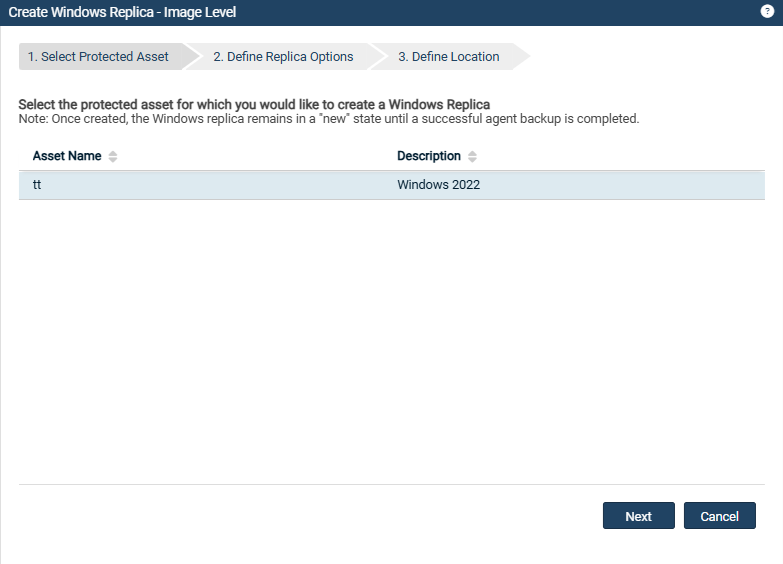 Create Windows Replica - Image Level
?
1. Select Protected Asset
2. Define Replica Options
3. Define Location
Select the protected asset for which you would like to create a Windows Replica
Note: Once created, the Windows replica remains in a "new" state until a successful agent backup is completed.
Asset Name
Description
tt
Windows 2022
Next
Cancel